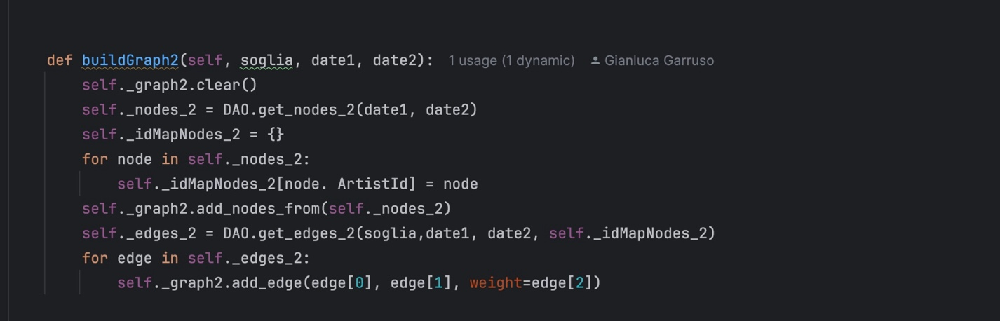 def buildGraph2(self, soglia, date1, date2): 1 usage (1 dynamic) Gianluca Garruso
self._graph2.clear()
self._nodes_2 = DAO.get_nodes_2(date1, date2)
self._idMapNodes_2 = {}
for node in self._nodes_2:
self._idMapNodes_2[node. ArtistId] = node
self._graph2.add_nodes_from(self._nodes_2)
self._edges_2 = DAO.get_edges_2(soglia,date1, date2, self._idMapNodes_2)
for edge in self._edges_2:
self._graph2.add_edge(edge[0], edge[1], weight=edge[2])